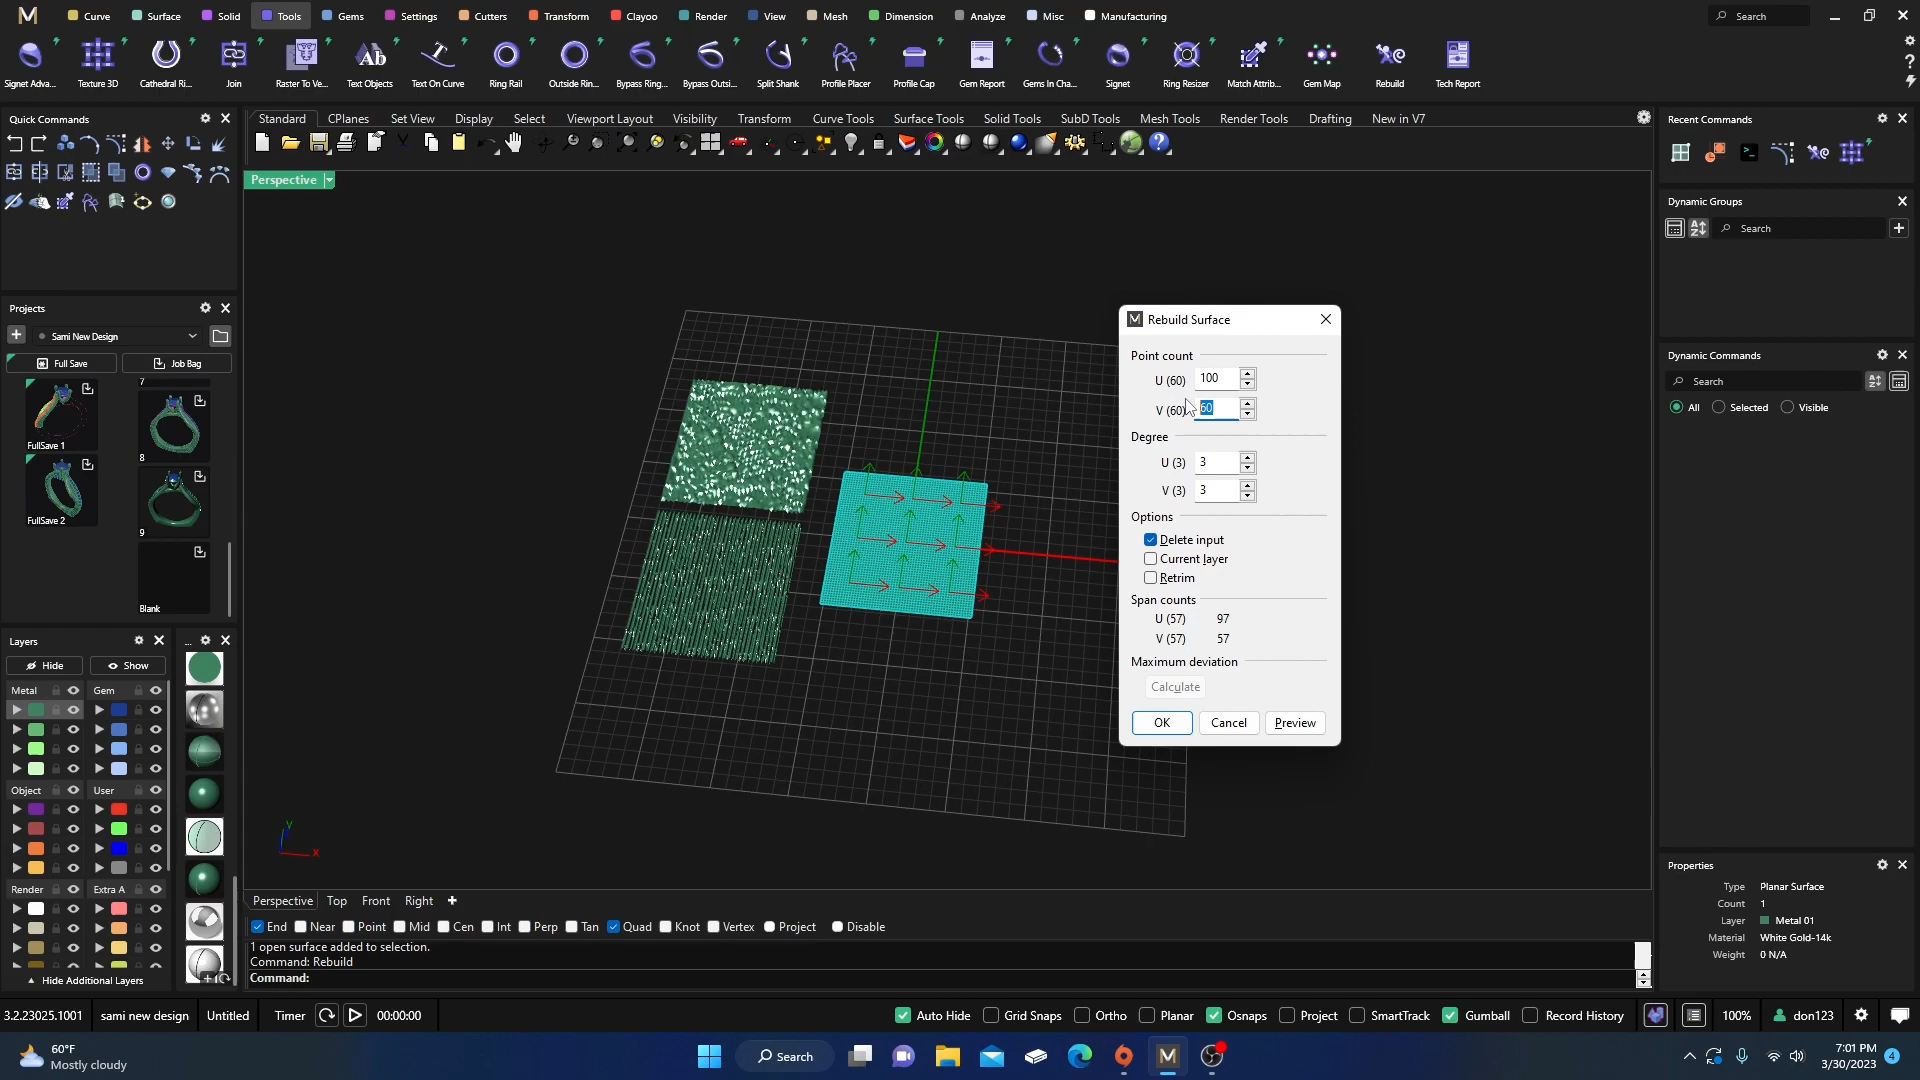 Curve Surface Solid Tools Gems Settings Cutters Transform Clayoo Render View Mesh Dimension Analyze Misc Manufacturing Search
Signet Adva... Texture 3D Cathedral Ri... Join Raster To Ve... Text Objects Text On Curve Ring Rail Outside Rin... Bypass Ring... Bypass Outsi... Split Shank Profile Placer Profile Cap Gem Report Gems In Cha... Signet Ring Resizer Match Attrib... Gem Map Rebuild Tech Report
Quick Commands
Standard CPlanes Set View Display Select Viewport Layout Visibility Transform Curve Tools Surface Tools Solid Tools SubD Tools Mesh Tools Render Tools Drafting New in V7
Recent Commands
Perspective
Dynamic Groups
Search
Projects
Sami New Design
Full Save Job Bag
7
FullSave 1
8
FullSave 2
9
Blank
Rebuild Surface
Point count
U (60) 100
V (60) 60
Degree
U (3) 3
V (3) 3
Options
Delete input
Current layer
Retrim
Span counts
U (57) 97
V (57) 57
Maximum deviation
Calculate
OK Cancel Preview
Dynamic Commands
Search
All Selected Visible
Layers ...
Hide Show
Metal Gem
Object User
Render Extra A
Hide Additional Layers
y
x
Properties
Type Planar Surface
Count 1
Layer Metal 01
Material White Gold-14k
Weight 0 N/A
Perspective Top Front Right
End Near Point Mid Cen Int Perp Tan Quad Knot Vertex Project Disable
1 open surface added to selection.
Command: Rebuild
Command:
3.2.23025.1001 sami new design Untitled Timer 00:00:00 Auto Hide Grid Snaps Ortho Planar Osnaps Project SmartTrack Gumball Record History 100% don123
60°F
Mostly cloudy
Search
7:01 PM
3/30/2023
4